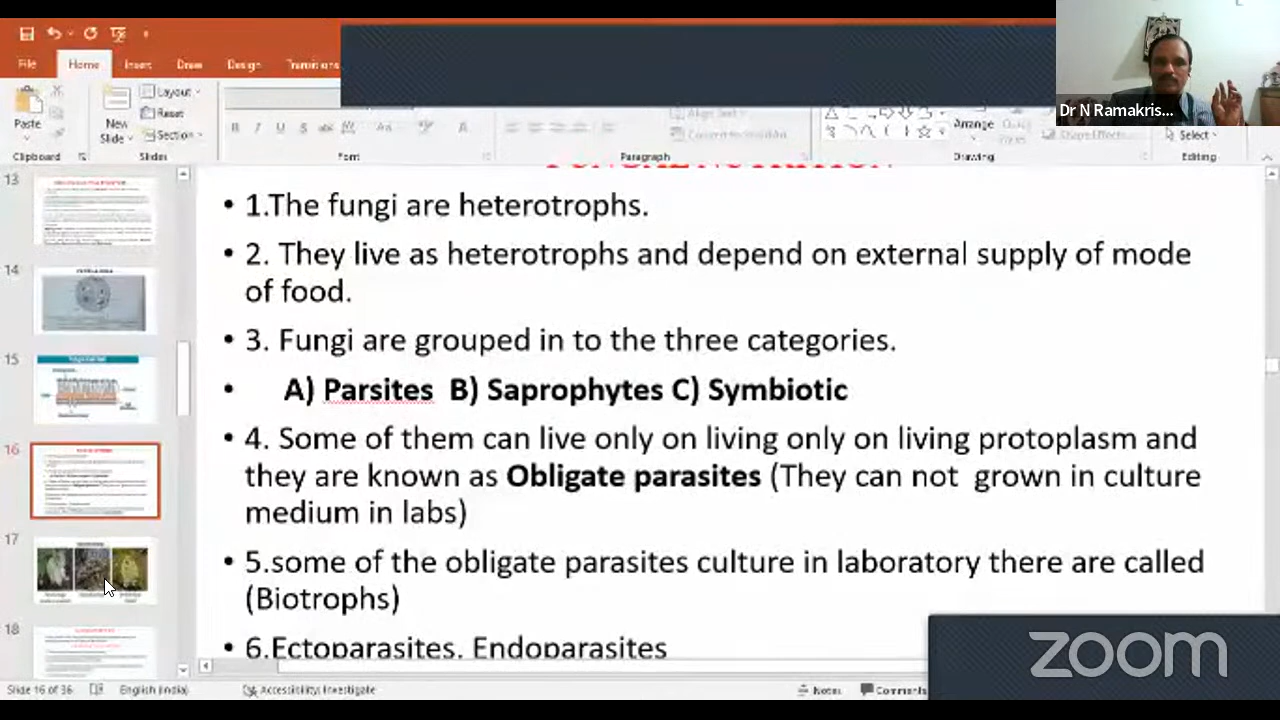 File Home Insert Draw Design Transitions
Dr N Ramakris...
Paste
New
Slide
Layout
Reset
Section
Arrange
Select
Clipboard Slides Font Paragraph Drawing Editing
FUNGAL NUTRITION
• 1.The fungi are heterotrophs.
• 2. They live as heterotrophs and depend on external supply of mode
of food.
• 3. Fungi are grouped in to the three categories.
• A) Parsites B) Saprophytes C) Symbiotic
• 4. Some of them can live only on living only on living protoplasm and
they are known as Obligate parasites (They can not grown in culture
medium in labs)
• 5.some of the obligate parasites culture in laboratory there are called
(Biotrophs)
• 6.Ectoparasites. Endoparasites
13
14
15
16
17
18
zoom
Slide 16 of 36 English (India) Accessibility: Investigate Notes Comments